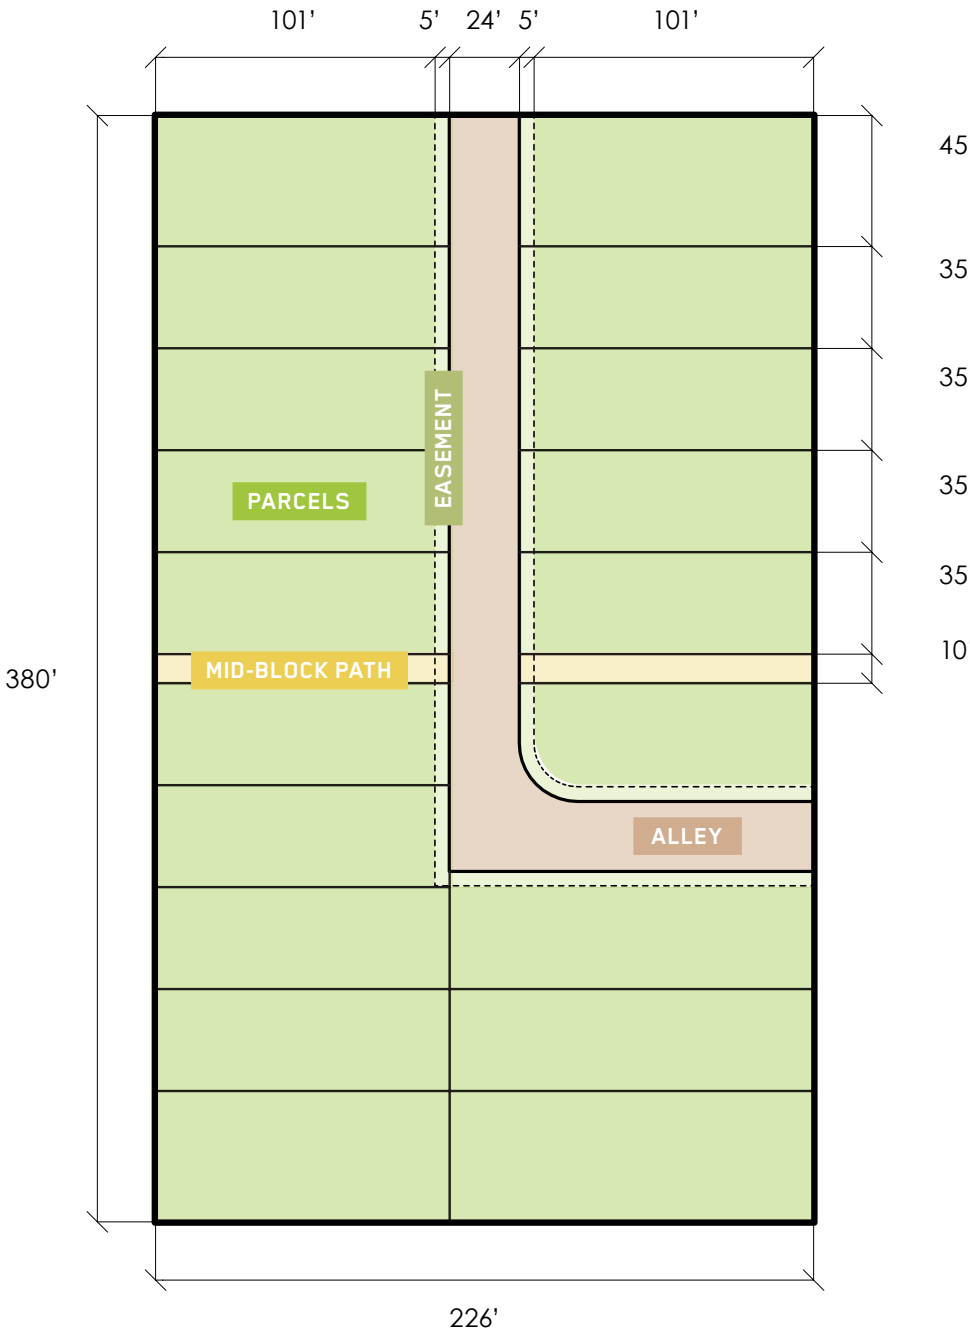 101’ 5’ 24’ 5’ 101’
45
35
35
EASEMENT
PARCELS
35
35
10
MID-BLOCK PATH
380’
ALLEY
226’